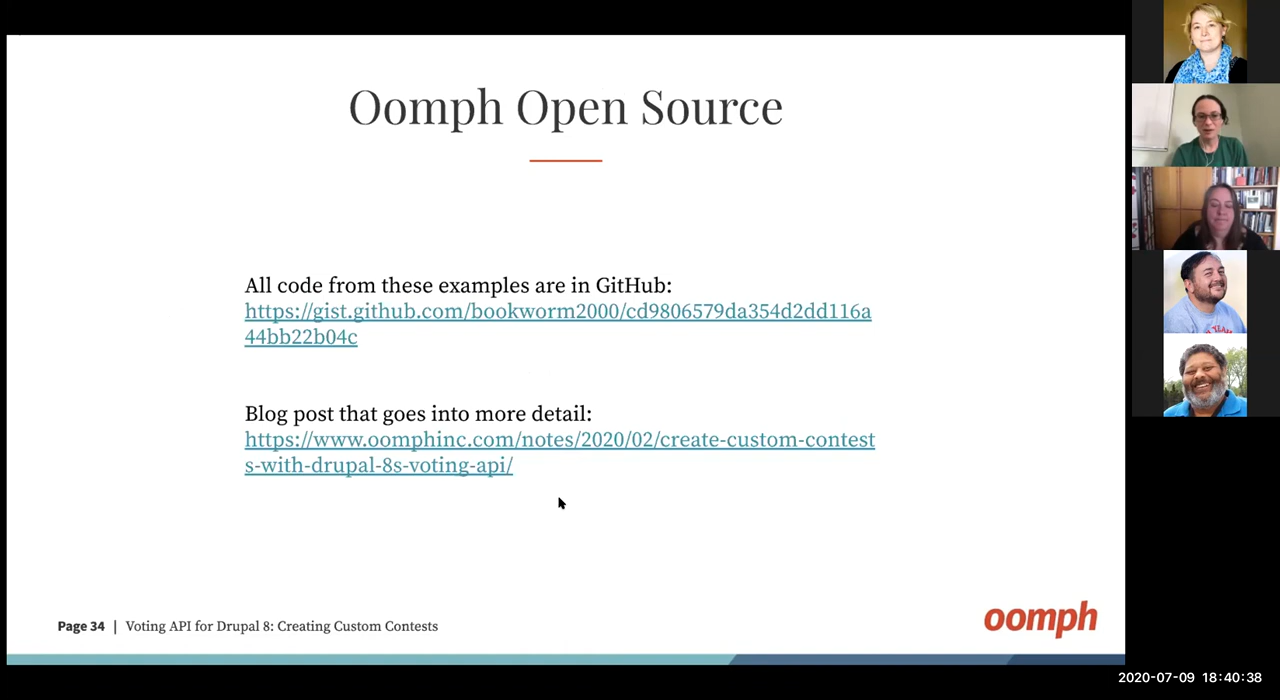 Oomph Open Source
All code from these examples are in GitHub:
https://gist.github.com/bookworm2000/cd9806579da354d2dd116a
44bb22b04c
Blog post that goes into more detail:
https://www.oomphinc.com/notes/2020/02/create-custom-contest
s-with-drupal-8s-voting-api/
Page 34 | Voting API for Drupal 8: Creating Custom Contests
oomph
2020-07-09 18:40:38